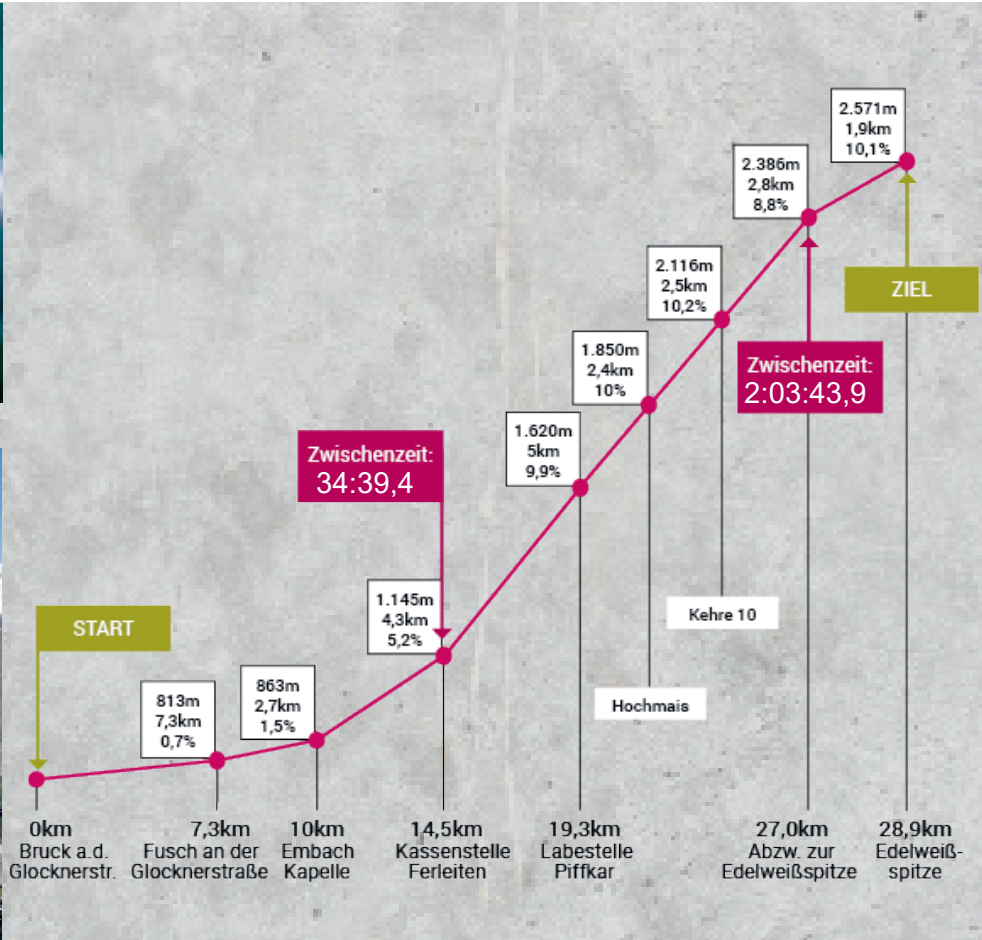 2.571m
1,9km
10,1%
2.386m
2,8km
8,8%
2.116m
2,5km
10,2%
ZIEL
1.850m
2,4km
10%
Zwischenzeit:
2:03:43,9
1.620m
5km
9,9%
Zwischenzeit:
34:39,4
1.145m
4,3km
5,2%
Kehre 10
START
863m
2,7km
1,5%
813m
7,3km
0,7%
Hochmais
0km
Bruck a.d.
Glocknerstr.
7,3km
Fusch an der
Glocknerstraße
10km
Embach
Kapelle
14,5km
Kassenstelle
Ferleiten
19,3km
Labestelle
Piffkar
27,0km
Abzw. zur
Edelweißspitze
28,9km
Edelweiß-
spitze